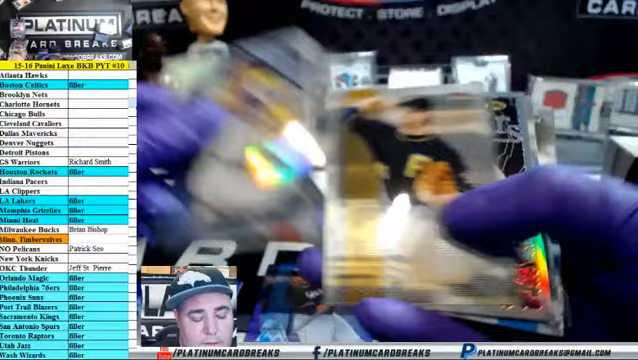 PLATINUM
CARD BREAKS
PROTECT . STORE . DISPLAY
CAR
15-16 Panini Luxe BKB PYT #10
Atlanta Hawks
Boston Celtics filler
Brooklyn Nets
Charlotte Hornets
Chicago Bulls
Cleveland Cavaliers
Dallas Mavericks
Denver Nuggets
Detroit Pistons
GS Warriors Richard Smith
Houston Rockets filler
Indiana Pacers
LA Clippers
LA Lakers filler
Memphis Grizzlies filler
Miami Heat filler
Milwaukee Bucks Brian Bishop
Minn. Timberwolves
NO Pelicans Patrick Seo
New York Knicks
OKC Thunder Jeff St. Pierre
Orlando Magic filler
Philadelphia 76ers filler
Phoenix Suns filler
Port Trail Blazers filler
Sacramento Kings filler
San Antonio Spurs filler
Toronto Raptors filler
Utah Jazz filler
Wash Wizards filler
/PLATINUMCARDBREAKS
/PLATINUMCARDBREAKS
PLATINUMCARDBREAKS@GMAIL.COM